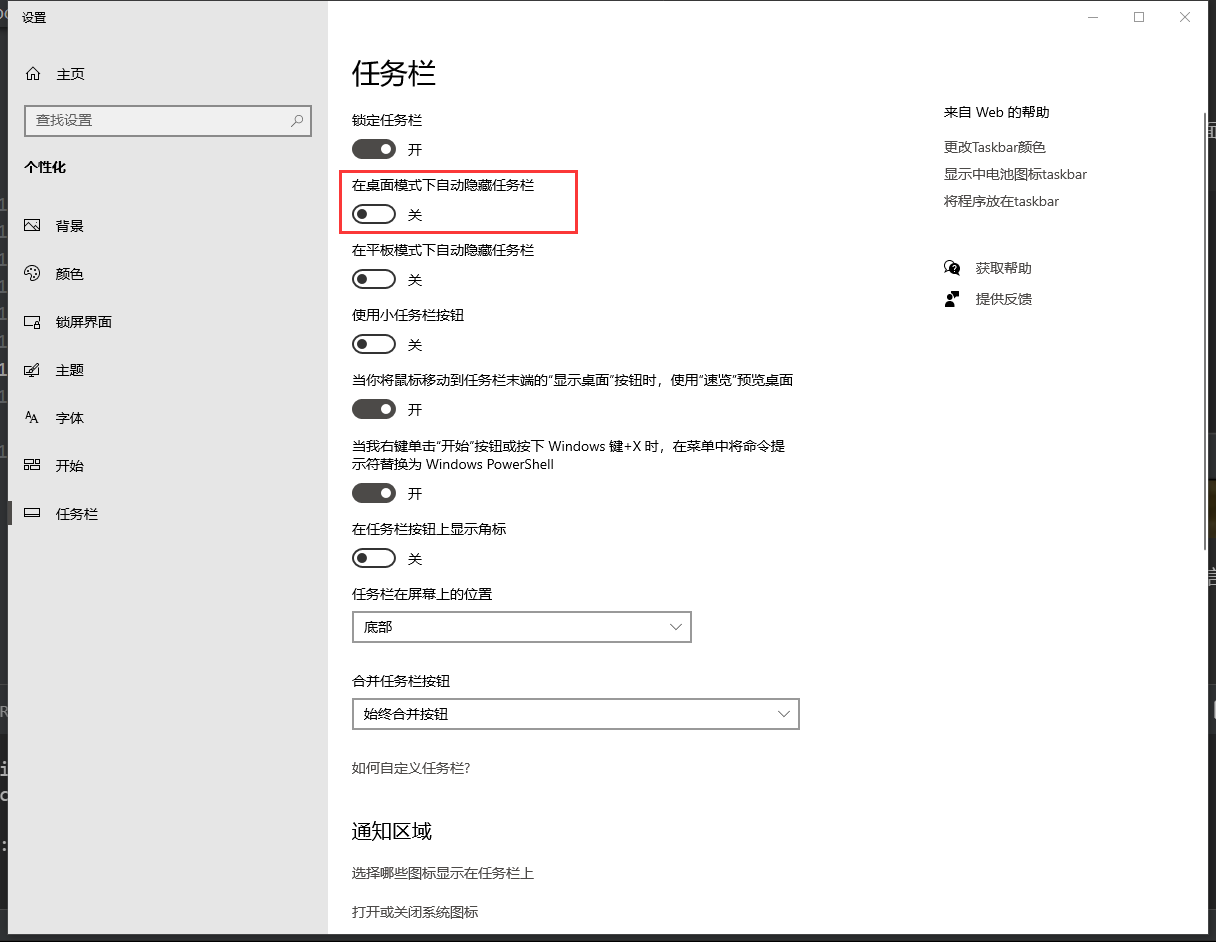 设置
主页
查找设置
个性化
背景
颜色
锁屏界面
主题
字体
开始
任务栏
任务栏
锁定任务栏
开
在桌面模式下自动隐藏任务栏
关
在平板模式下自动隐藏任务栏
关
使用小任务栏按钮
关
当你将鼠标移动到任务栏末端的“显示桌面”按钮时，使用“速览”预览桌面
开
当我右键单击“开始”按钮或按下 Windows 键+X 时，在菜单中将命令提
示符替换为 Windows PowerShell
开
在任务栏按钮上显示角标
关
任务栏在屏幕上的位置
底部
合并任务栏按钮
始终合并按钮
如何自定义任务栏?
通知区域
选择哪些图标显示在任务栏上
打开或关闭系统图标
来自 Web 的帮助
更改Taskbar颜色
显示中电池图标taskbar
将程序放在taskbar
获取帮助
提供反馈